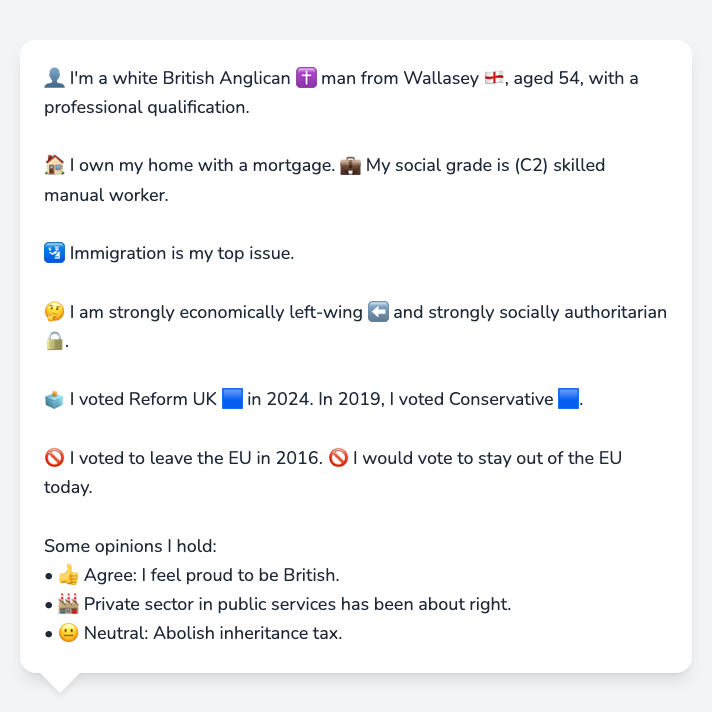 👤 I'm a white British Anglican ✝️ man from Wallasey 🏴󠁧󠁢󠁥󠁮󠁧󠁿, aged 54, with a
professional qualification.
🏠 I own my home with a mortgage. 💼 My social grade is (C2) skilled
manual worker.
🛂 Immigration is my top issue.
🤔 I am strongly economically left-wing ⬅️ and strongly socially authoritarian
🔒.
🗳️ I voted Reform UK 🟦 in 2024. In 2019, I voted Conservative 🟦.
🚫 I voted to leave the EU in 2016. 🚫 I would vote to stay out of the EU
today.
Some opinions I hold:
• 👍 Agree: I feel proud to be British.
• 🏭 Private sector in public services has been about right.
• 😐 Neutral: Abolish inheritance tax.